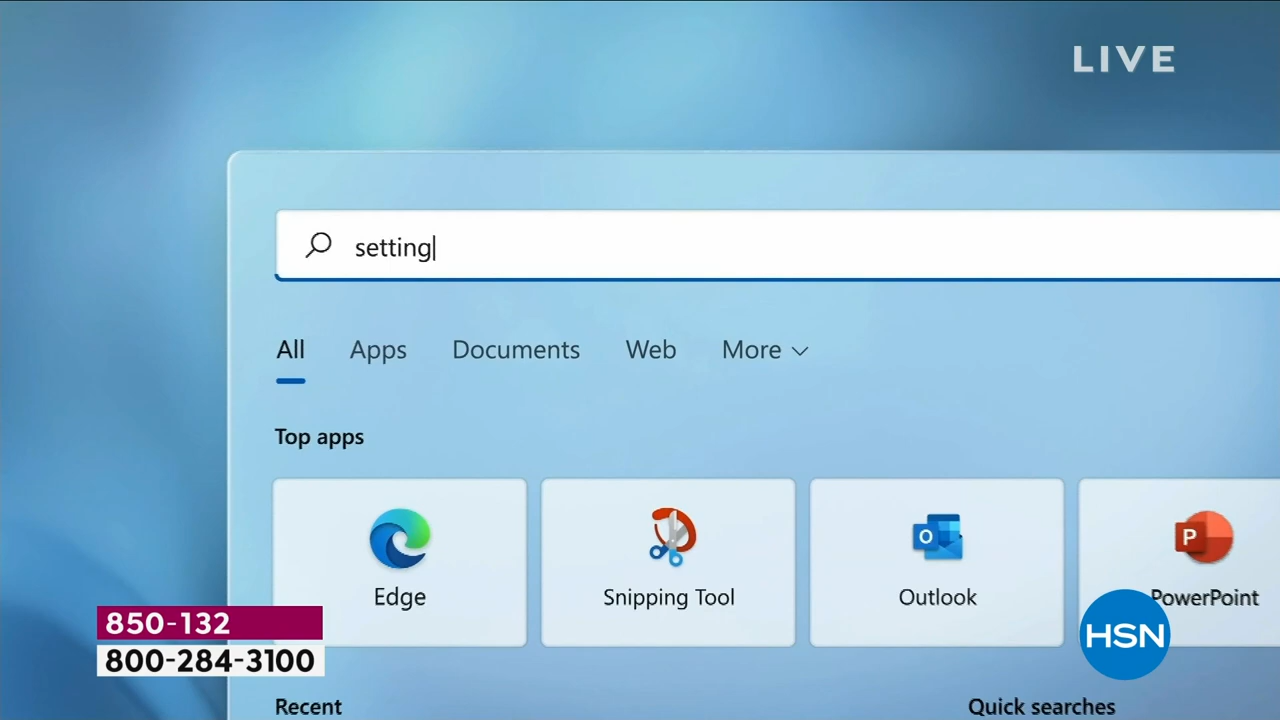 LIVE
setting
All Apps Documents Web More
Top apps
Edge Snipping Tool Outlook PowerPoint
850-132
800-284-3100
HSN
Recent Quick searches